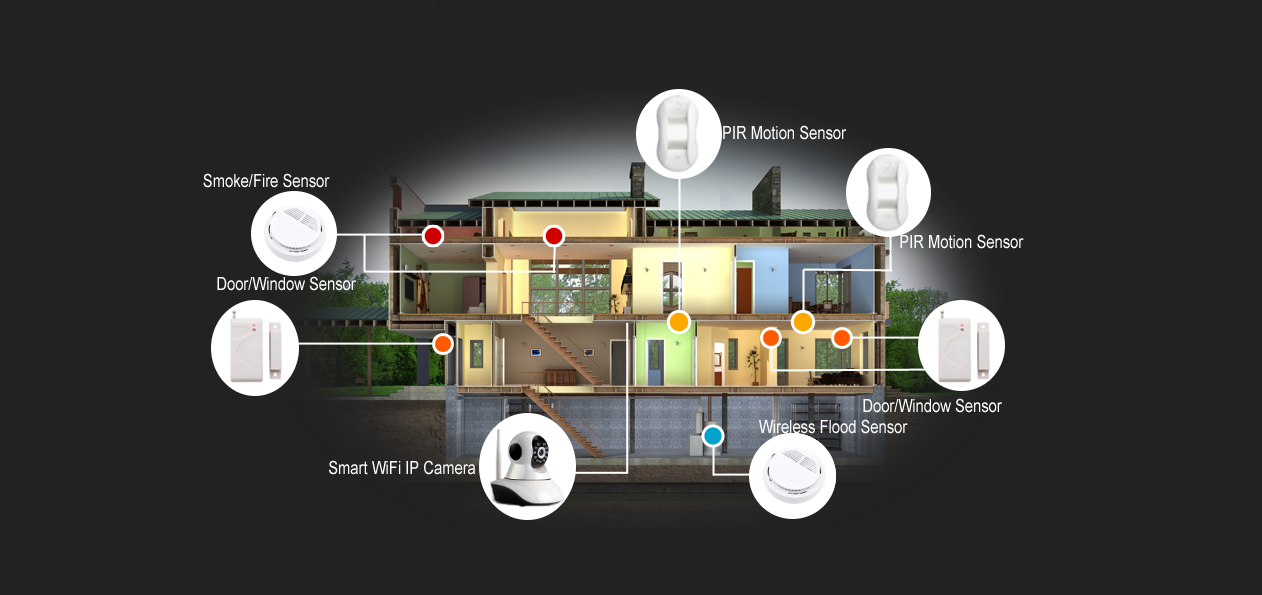 PIR Motion Sensor
Smoke/Fire Sensor
PIR Motion Sensor
Door/Window Sensor
Door/Window Sensor
Wireless Flood Sensor
Smart WiFi IP Camera